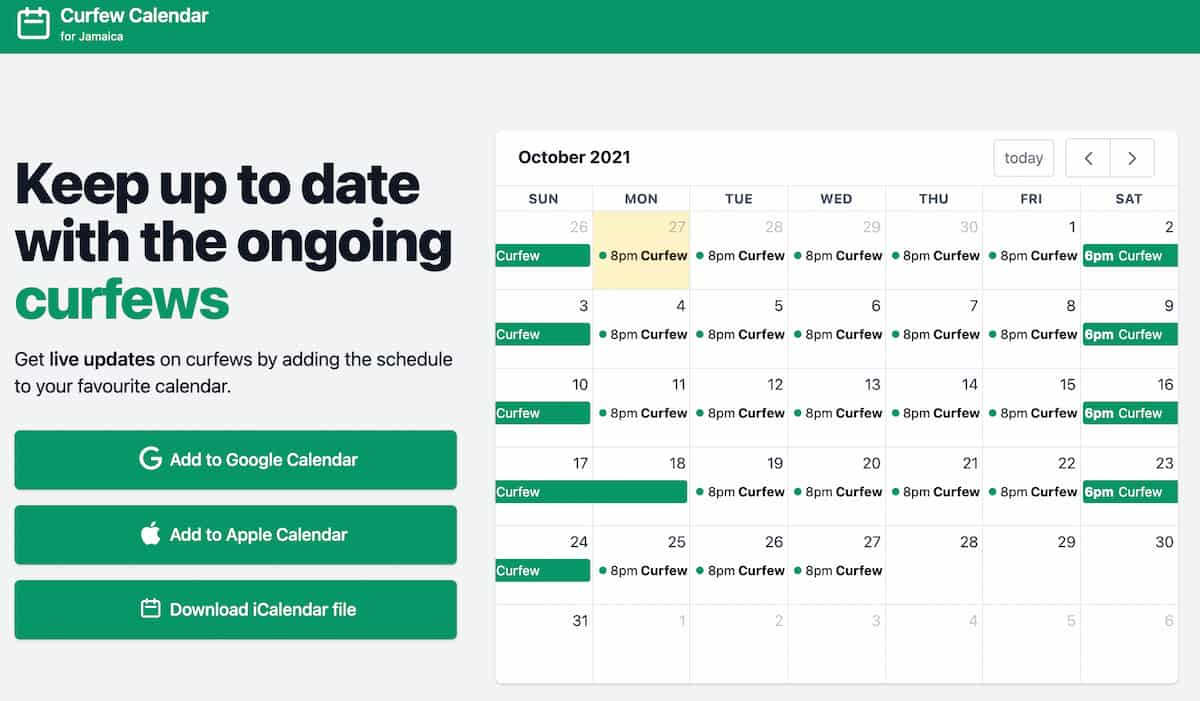 Curfew Calendar
for Jamaica
Keep up to date
with the ongoing
curfews
Get live updates on curfews by adding the schedule
to your favourite calendar.
Add to Google Calendar
Add to Apple Calendar
Download iCalendar file
October 2021 today
SUN MON TUE WED THU FRI SAT
26 27 28 29 30 1 2
Curfew 8pm Curfew 8pm Curfew 8pm Curfew 8pm Curfew 8pm Curfew 6pm Curfew
3 4 5 6 7 8 9
Curfew 8pm Curfew 8pm Curfew 8pm Curfew 8pm Curfew 8pm Curfew 6pm Curfew
10 11 12 13 14 15 16
Curfew 8pm Curfew 8pm Curfew 8pm Curfew 8pm Curfew 8pm Curfew 6pm Curfew
17 18 19 20 21 22 23
Curfew 8pm Curfew 8pm Curfew 8pm Curfew 8pm Curfew 6pm Curfew
24 25 26 27 28 29 30
Curfew 8pm Curfew 8pm Curfew 8pm Curfew
31 1 2 3 4 5 6